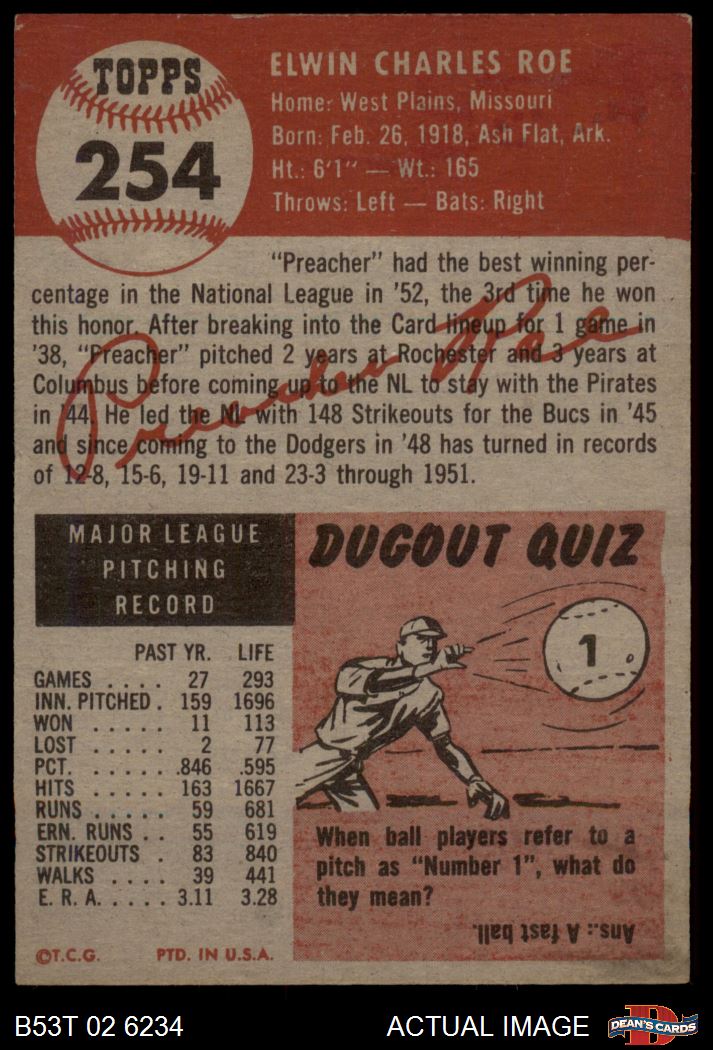 TOPPS
254
ELWIN CHARLES ROE
Home: West Plains, Missouri
Born: Feb. 26, 1918, Ash Flat, Ark.
Ht.: 6'1" — Wt.: 165
Throws: Left — Bats: Right
"Preacher" had the best winning per-
centage in the National League in '52, the 3rd time he won
this honor. After breaking into the Card lineup for 1 game in
'38, "Preacher" pitched 2 years at Rochester and 3 years at
Columbus before coming up to the NL to stay with the Pirates
in '44. He led the NL with 148 Strikeouts for the Bucs in '45
and since coming to the Dodgers in '48 has turned in records
of 12-8, 15-6, 19-11 and 23-3 through 1951.
Preacher Roe
MAJOR LEAGUE
PITCHING
RECORD
PAST YR. LIFE
GAMES . . . . 27 293
INN. PITCHED . 159 1696
WON . . . . . 11 113
LOST . . . . . 2 77
PCT. . . . . . .846 .595
HITS . . . . . 163 1667
RUNS . . . . . 59 681
ERN. RUNS . . 55 619
STRIKEOUTS . 83 840
WALKS . . . . 39 441
E. R. A. . . . . . 3.11 3.28
©T.C.G. PTD. IN U.S.A.
DUGOUT QUIZ
1
When ball players refer to a
pitch as "Number 1", what do
they mean?
Ans.: A fast ball.
B53T 02 6234 ACTUAL IMAGE
D
DEAN'S CARDS